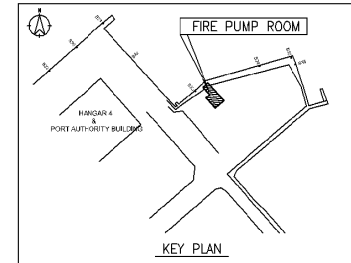 N
FIRE PUMP ROOM
HANGAR 4
&
PORT AUTHORITY BUILDING
KEY PLAN